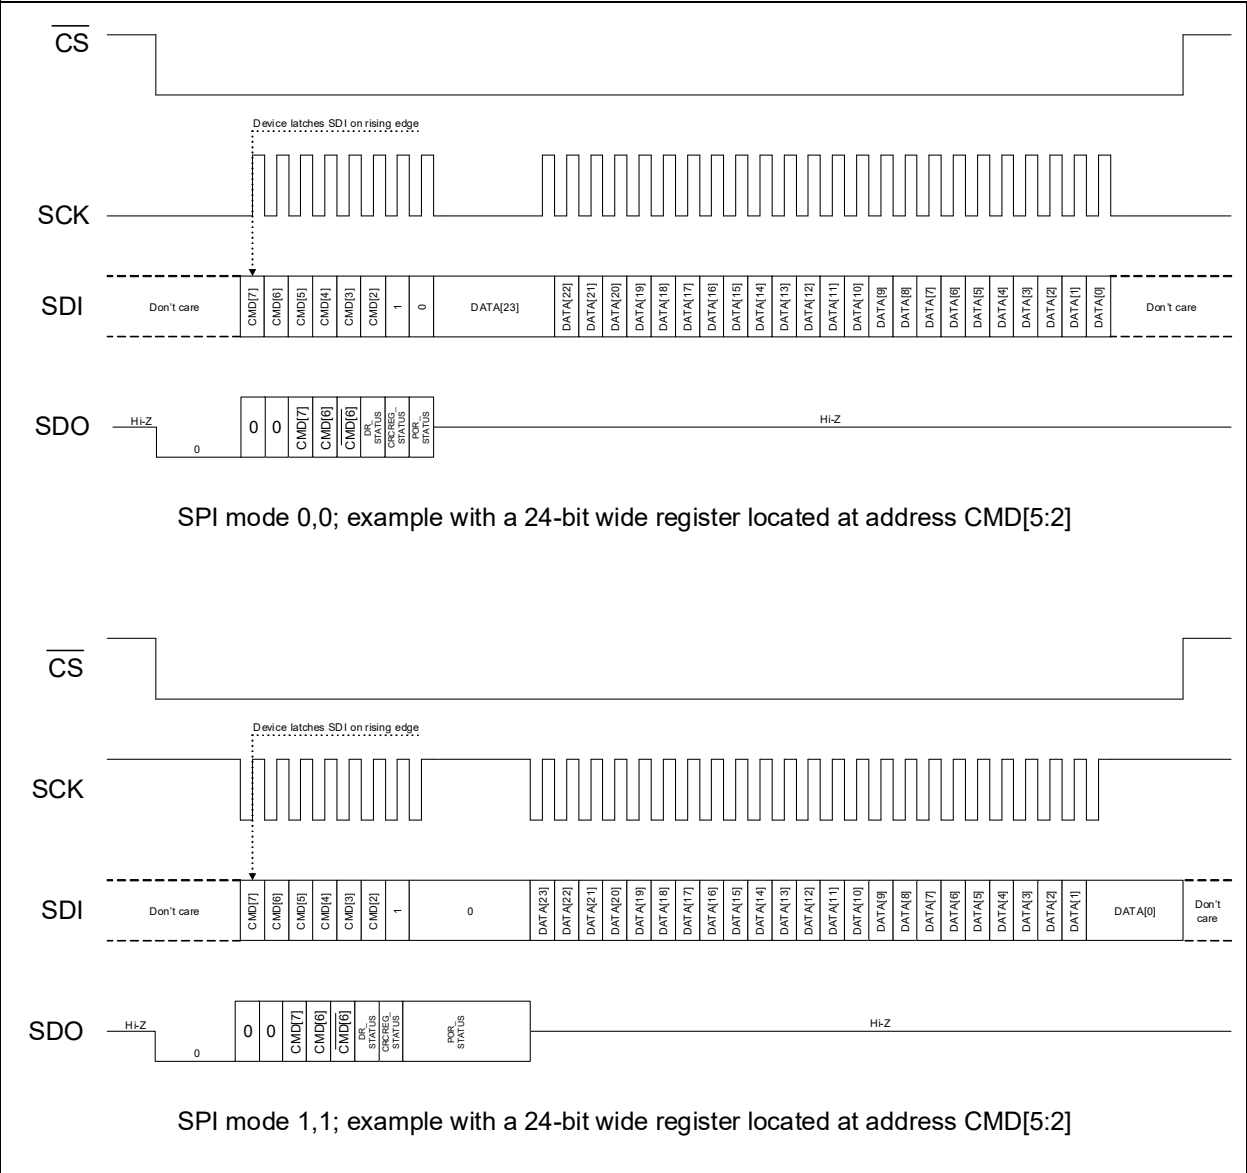 CS
Device latches SDI on rising edge
SCK
SDI
Don't care CMD[7] CMD[6] CMD[5] CMD[4] CMD[3] CMD[2] 1 0 DATA[23] DATA[22] DATA[21] DATA[20] DATA[19] DATA[18] DATA[17] DATA[16] DATA[15] DATA[14] DATA[13] DATA[12] DATA[11] DATA[10] DATA[9] DATA[8] DATA[7] DATA[6] DATA[5] DATA[4] DATA[3] DATA[2] DATA[1] DATA[0] Don't care
SDO
Hi-Z 0 0 0 CMD[7] CMD[6] CMD[6] DR_STATUS CRCREG_STATUS POR_STATUS Hi-Z
SPI mode 0,0; example with a 24-bit wide register located at address CMD[5:2]
CS
Device latches SDI on rising edge
SCK
SDI
Don't care CMD[7] CMD[6] CMD[5] CMD[4] CMD[3] CMD[2] 1 0 DATA[23] DATA[22] DATA[21] DATA[20] DATA[19] DATA[18] DATA[17] DATA[16] DATA[15] DATA[14] DATA[13] DATA[12] DATA[11] DATA[10] DATA[9] DATA[8] DATA[7] DATA[6] DATA[5] DATA[4] DATA[3] DATA[2] DATA[1] DATA[0] Don't care
SDO
Hi-Z 0 0 0 CMD[7] CMD[6] CMD[6] DR_STATUS CRCREG_STATUS POR_STATUS Hi-Z
SPI mode 1,1; example with a 24-bit wide register located at address CMD[5:2]